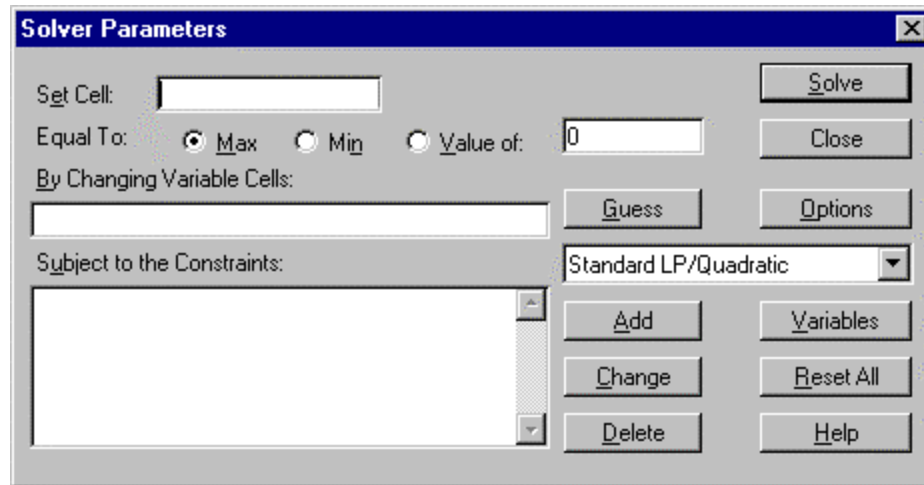 Solver Parameters
Set Cell:
Solve
Equal To:
Max
Min
Value of:
0
Close
By Changing Variable Cells:
Guess
Options
Subject to the Constraints:
Standard LP/Quadratic
Add
Variables
Change
Reset All
Delete
Help